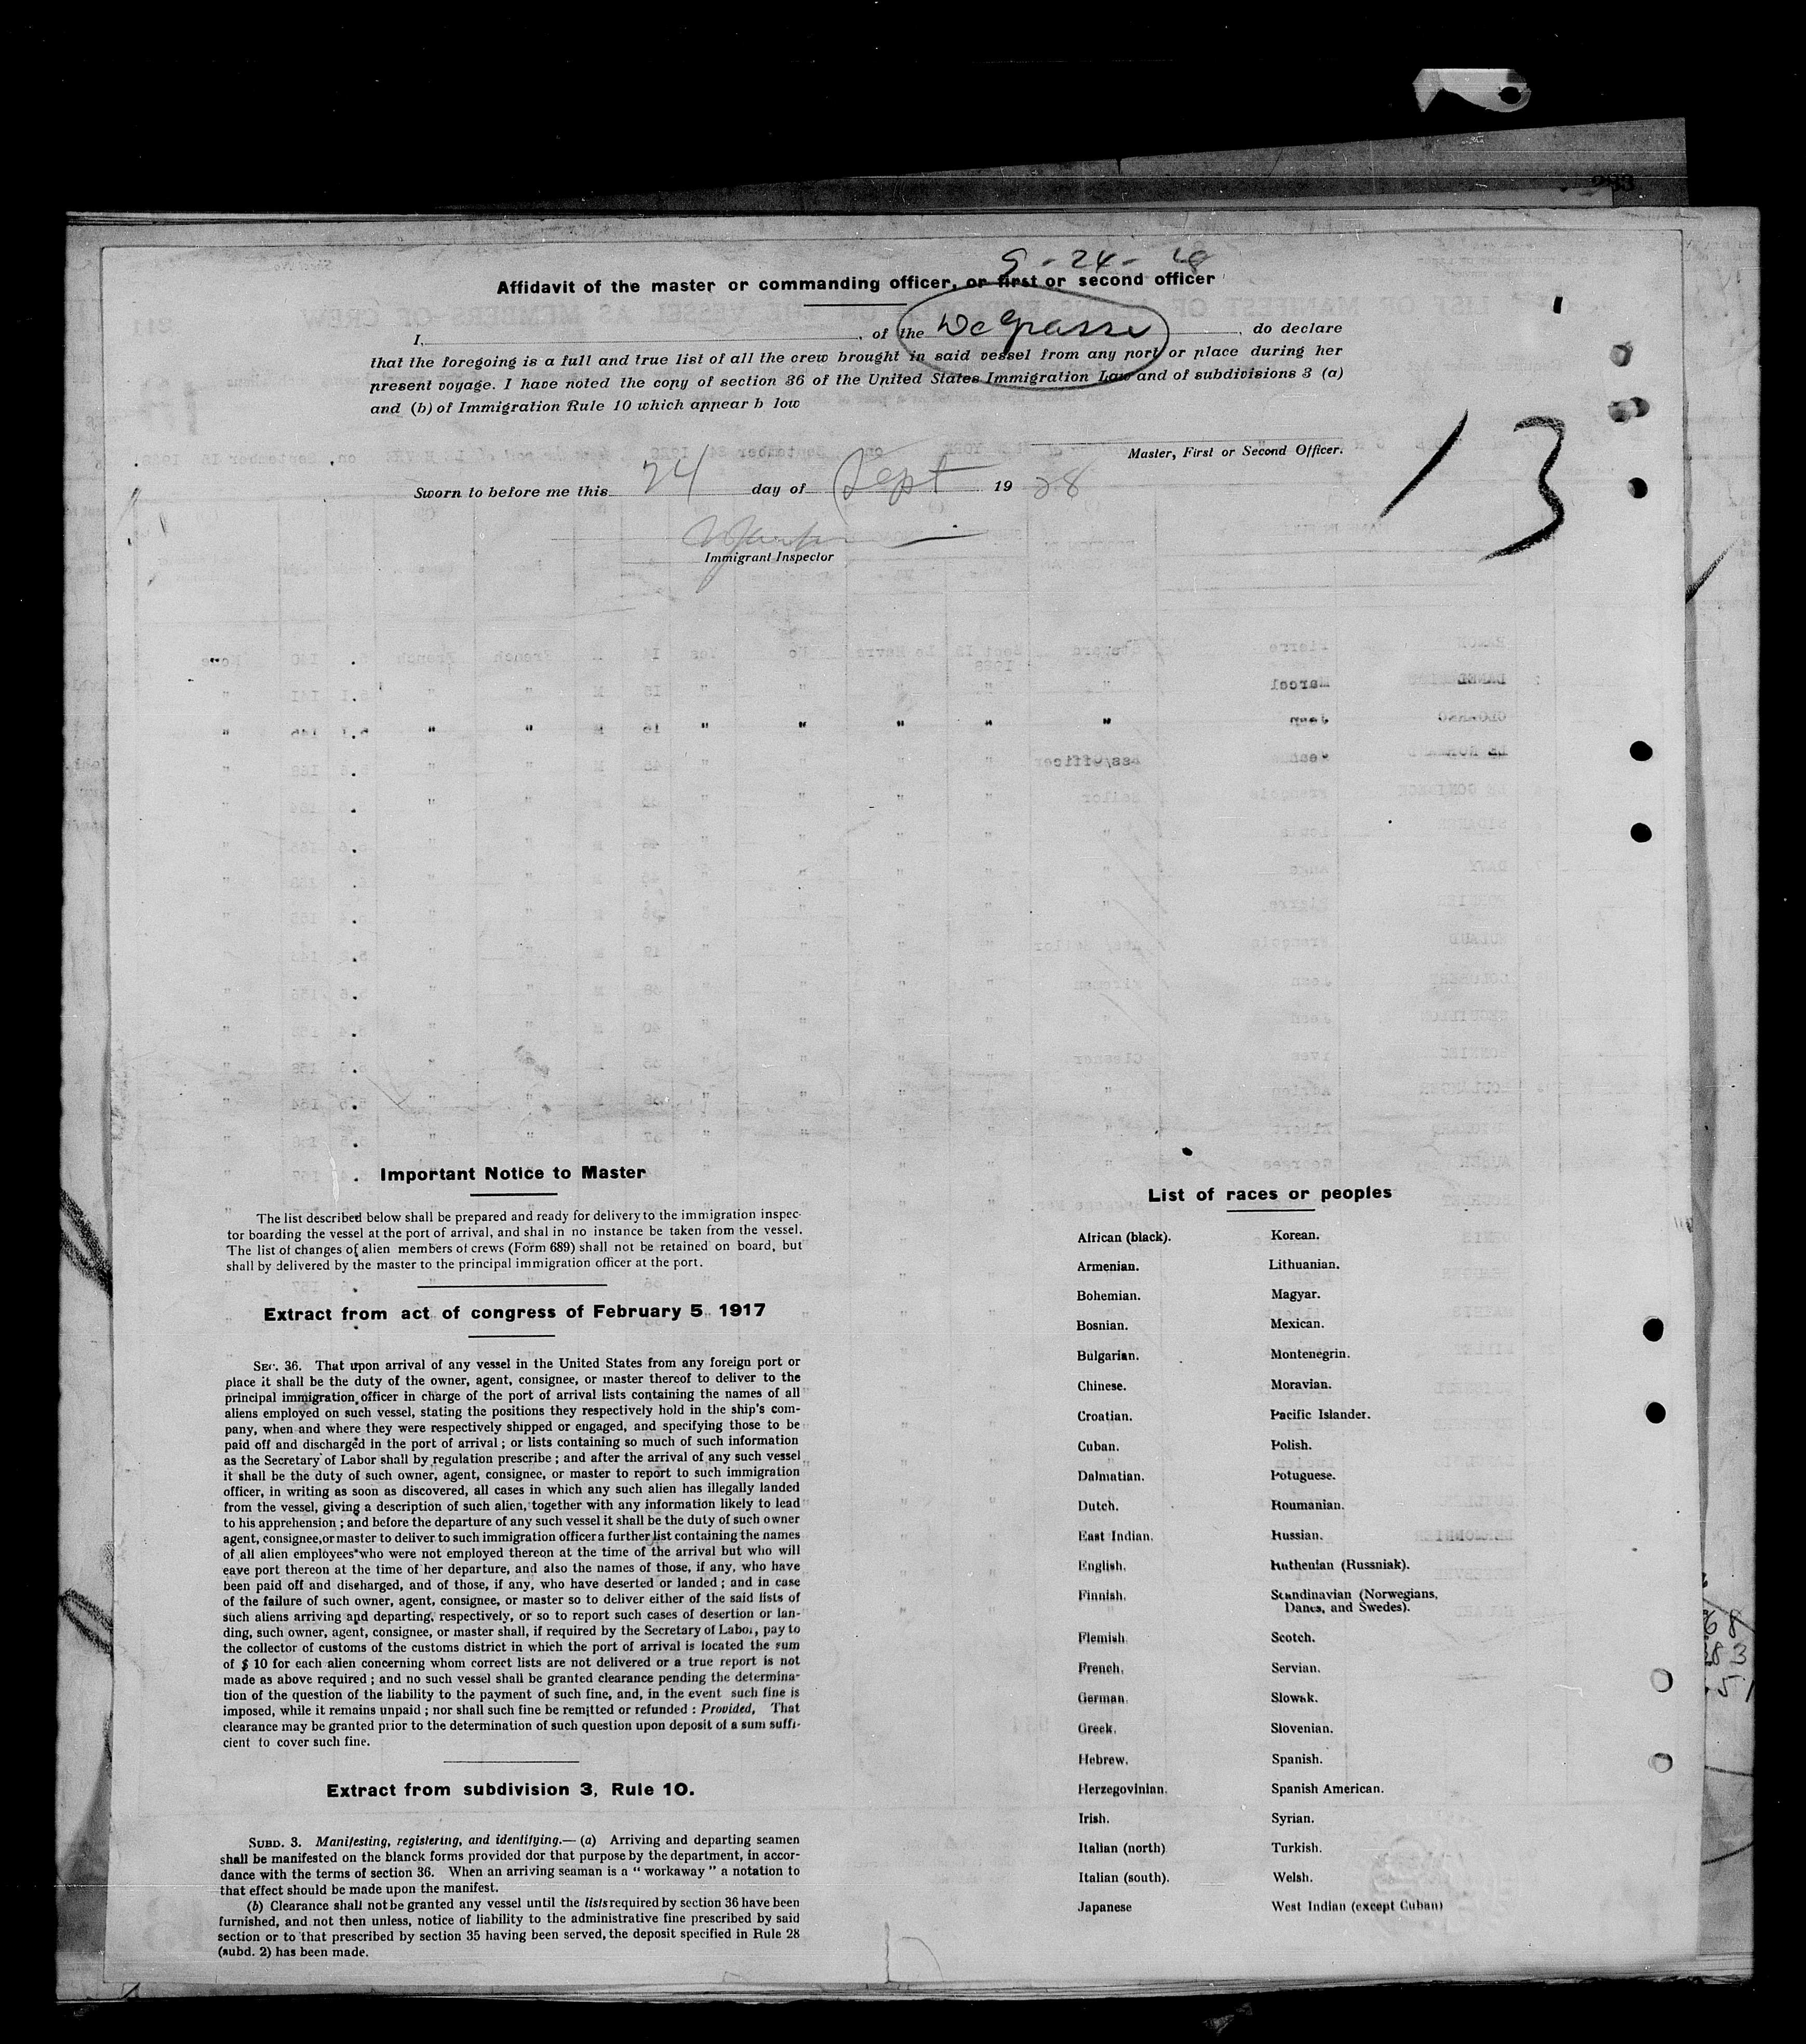 9-24-28
Affidavit of the master or commanding officer, or first or second officer
I, , of the De Grasse , do declare
that the foregoing is a full and true list of all the crew brought in said vessel from any port or place during her
present voyage. I have noted the copy of section 36 of the United States Immigration Law and of subdivisions 3 (a)
and (b) of Immigration Rule 10 which appear b low
Master, First or Second Officer.
13
Sworn to before me this 24 day of Sept 19 28
Immigrant Inspector
Important Notice to Master
The list described below shall be prepared and ready for delivery to the immigration inspec-
tor boarding the vessel at the port of arrival, and shal in no instance be taken from the vessel.
The list of changes of alien members of crews (Form 689) shall not be retained on board, but
shall by delivered by the master to the principal immigration officer at the port.
Extract from act of congress of February 5 1917
SEC. 36. That upon arrival of any vessel in the United States from any foreign port or
place it shall be the duty of the owner, agent, consignee, or master thereof to deliver to the
principal immigration officer in charge of the port of arrival lists containing the names of all
aliens employed on such vessel, stating the positions they respectively hold in the ship's com-
pany, when and where they were respectively shipped or engaged, and specifying those to be
paid off and discharged in the port of arrival ; or lists containing so much of such information
as the Secretary of Labor shall by regulation prescribe ; and after the arrival of any such vessel
it shall be the duty of such owner, agent, consignee, or master to report to such immigration
officer, in writing as soon as discovered, all cases in which any such alien has illegally landed
from the vessel, giving a description of such alien, together with any information likely to lead
to his apprehension ; and before the departure of any such vessel it shall be the duty of such owner
agent, consignee, or master to deliver to such immigration officer a further list containing the names
of all alien employees who were not employed thereon at the time of the arrival but who will
eave port thereon at the time of her departure, and also the names of those, if any, who have
been paid off and discharged, and of those, if any, who have deserted or landed ; and in case
of the failure of such owner, agent, consignee, or master so to deliver either of the said lists of
such aliens arriving and departing, respectively, or so to report such cases of desertion or lan-
ding, such owner, agent, consignee, or master shall, if required by the Secretary of Labor, pay to
the collector of customs of the customs district in which the port of arrival is located the sum
of $ 10 for each alien concerning whom correct lists are not delivered or a true report is not
made as above required ; and no such vessel shall be granted clearance pending the determina-
tion of the question of the liability to the payment of such fine, and, in the event such fine is
imposed, while it remains unpaid ; nor shall such fine be remitted or refunded : Provided, That
clearance may be granted prior to the determination of such question upon deposit of a sum suffi-
cient to cover such fine.
Extract from subdivision 3, Rule 10.
SUBD. 3. Manifesting, registering, and identifying.— (a) Arriving and departing seamen
shall be manifested on the blanck forms provided dor that purpose by the department, in accor-
dance with the terms of section 36. When an arriving seaman is a “ workaway ” a notation to
that effect should be made upon the manifest.
(b) Clearance shall not be granted any vessel until the lists required by section 36 have been
furnished, and not then unless, notice of liability to the administrative fine prescribed by said
section or to that prescribed by section 35 having been served, the deposit specified in Rule 28
(subd. 2) has been made.
List of races or peoples
African (black). Korean.
Armenian. Lithuanian.
Bohemian. Magyar.
Bosnian. Mexican.
Bulgarian. Montenegrin.
Chinese. Moravian.
Croatian. Pacific Islander.
Cuban. Polish.
Dalmatian. Potuguese.
Dutch. Roumanian.
East Indian. Russian.
English. Ruthenian (Russniak).
Finnish. Scandinavian (Norwegians,
Danes, and Swedes).
Flemish Scotch.
French. Servian.
German Slowak.
Greek. Slovenian.
Hebrew. Spanish.
Herzegovinian. Spanish American.
Irish. Syrian.
Italian (north) Turkish.
Italian (south). Welsh.
Japanese West Indian (except Cuban)